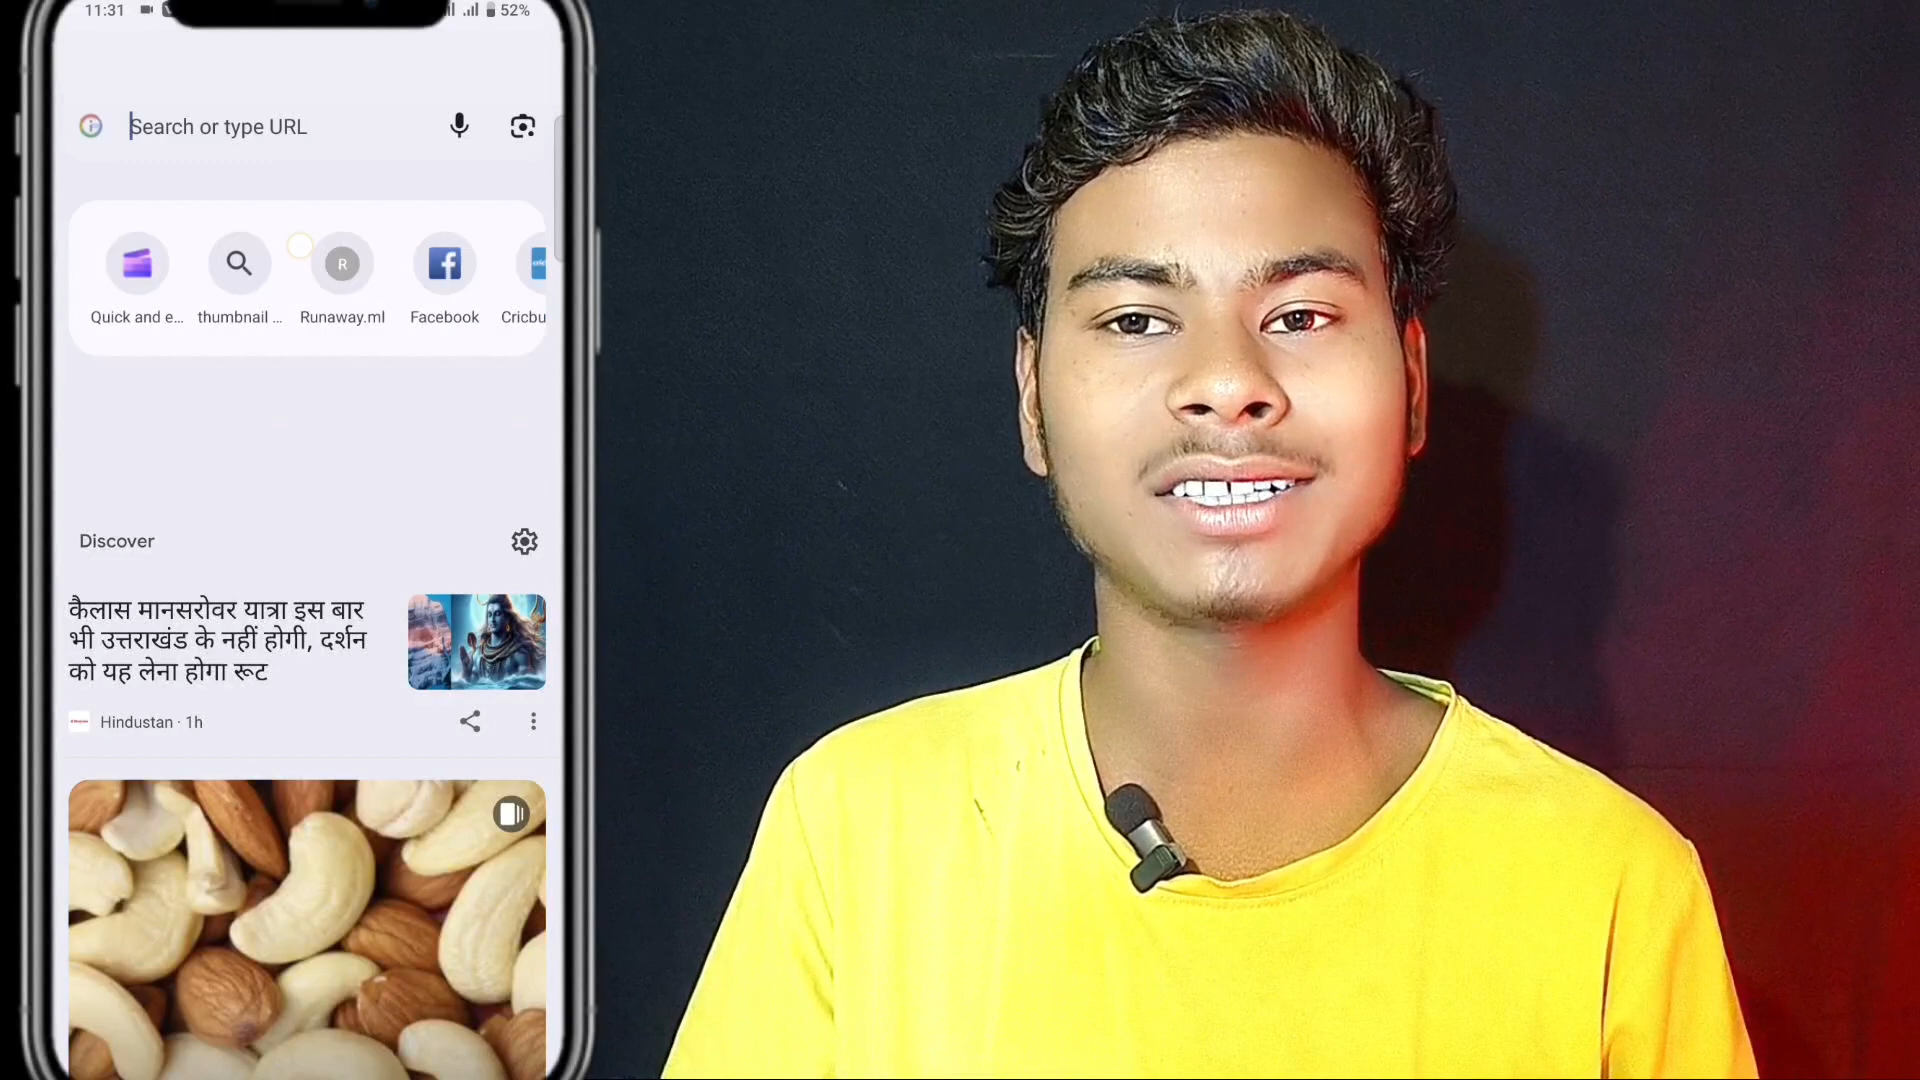 11:31 52%
Search or type URL
R
Quick and e... thumbnail ... Runaway.ml Facebook Cricbu
Discover
कैलास मानसरोवर यात्रा इस बार
भी उत्तराखंड के नहीं होगी, दर्शन
को यह लेना होगा रूट
Hindustan · 1h